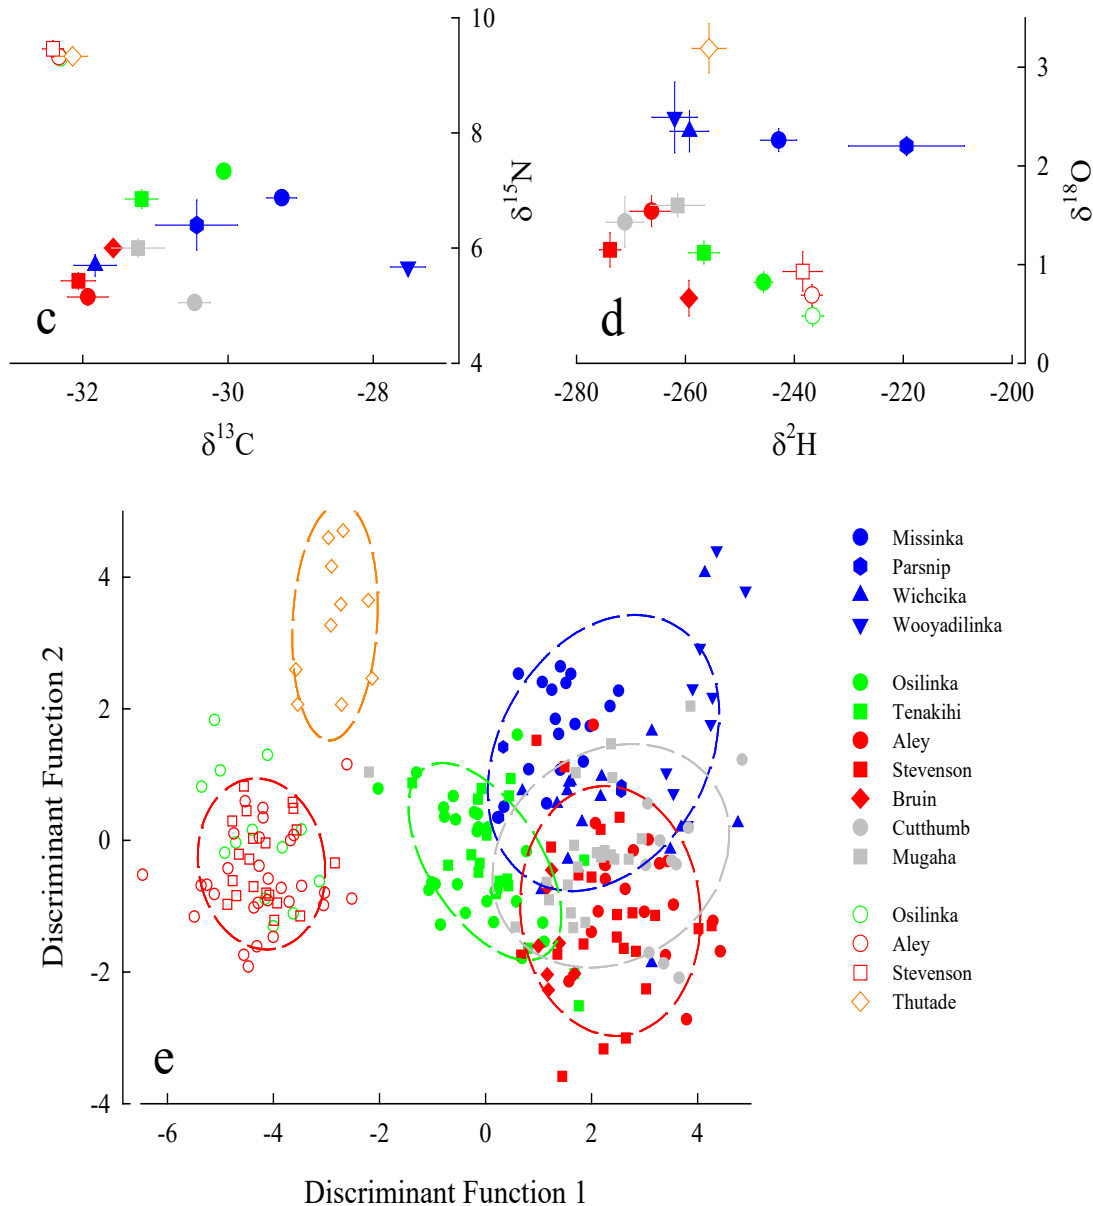 10
8
6
4
δ15N
c
-32
-30
-28
δ13C
3
2
1
0
δ18O
d
-280
-260
-240
-220
-200
δ2H
4
2
0
-2
-4
Discriminant Function 2
e
-6
-4
-2
0
2
4
Discriminant Function 1
Missinka
Parsnip
Wichcika
Wooyadilinka
Osilinka
Tenakihi
Aley
Stevenson
Bruin
Cutthumb
Mugaha
Osilinka
Aley
Stevenson
Thutade